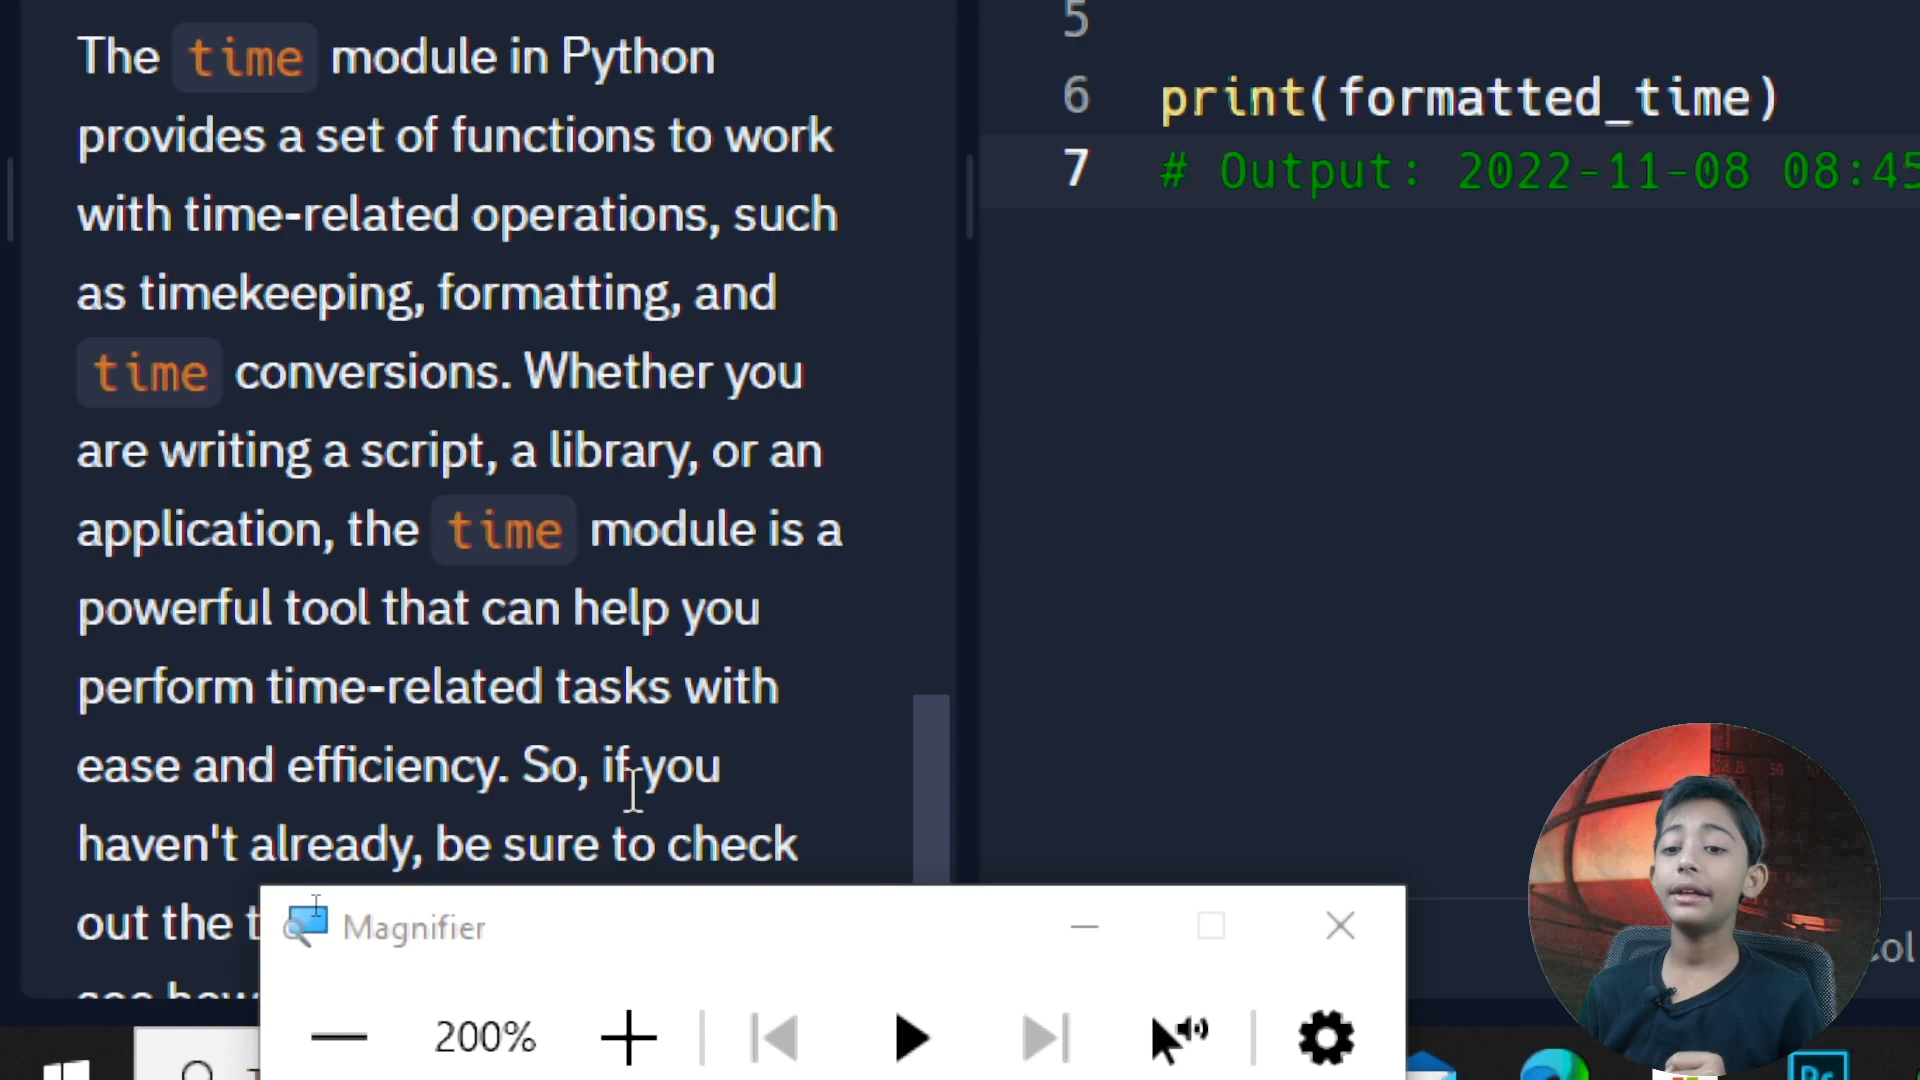 The time module in Python
provides a set of functions to work
with time-related operations, such
as timekeeping, formatting, and
time conversions. Whether you
are writing a script, a library, or an
application, the time module is a
powerful tool that can help you
perform time-related tasks with
ease and efficiency. So, if you
haven't already, be sure to check
out the t
5
6 print(formatted_time)
7 # Output: 2022-11-08 08:45
Magnifier
200%
Col